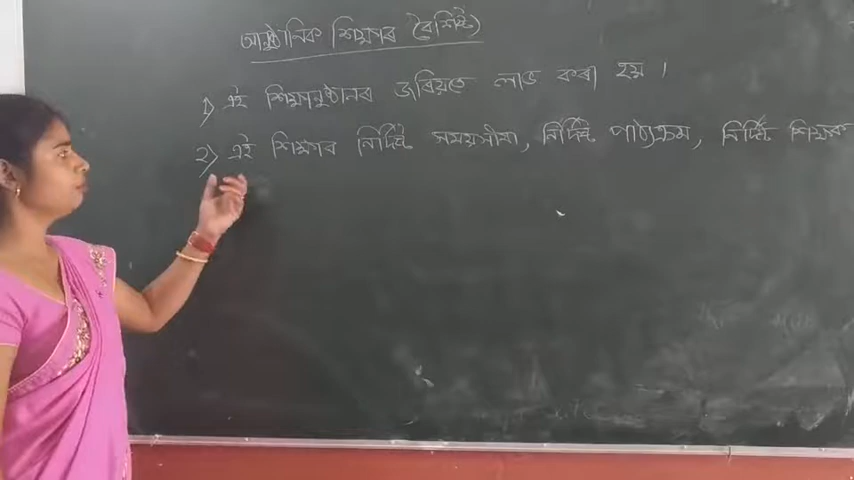 আনুষ্ঠানিক শিক্ষাৰ বৈশিষ্ট্য
১) এই শিক্ষানুষ্ঠানৰ জৰিয়তে লাভ কৰা হয় ।
২) এই শিক্ষাৰ নিৰ্দিষ্ট সময়সীমা, নিৰ্দিষ্ট পাঠ্যক্ৰম, নিৰ্দিষ্ট শিক্ষক